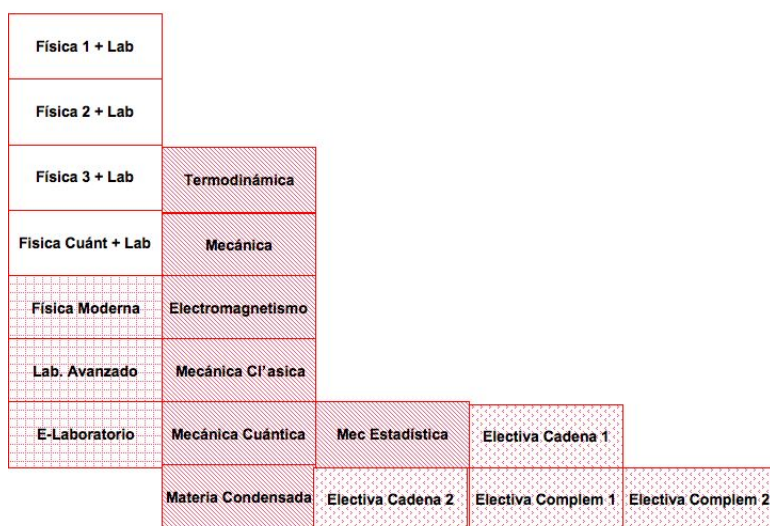 Física 1 + Lab
Física 2 + Lab
Física 3 + Lab
Termodinámica
Fisica Cuánt + Lab
Mecánica
Física Moderna
Electromagnetismo
Lab. Avanzado
Mecánica Cl'asica
E-Laboratorio
Mecánica Cuántica
Mec Estadística
Electiva Cadena 1
Materia Condensada
Electiva Cadena 2
Electiva Complem 1
Electiva Complem 2